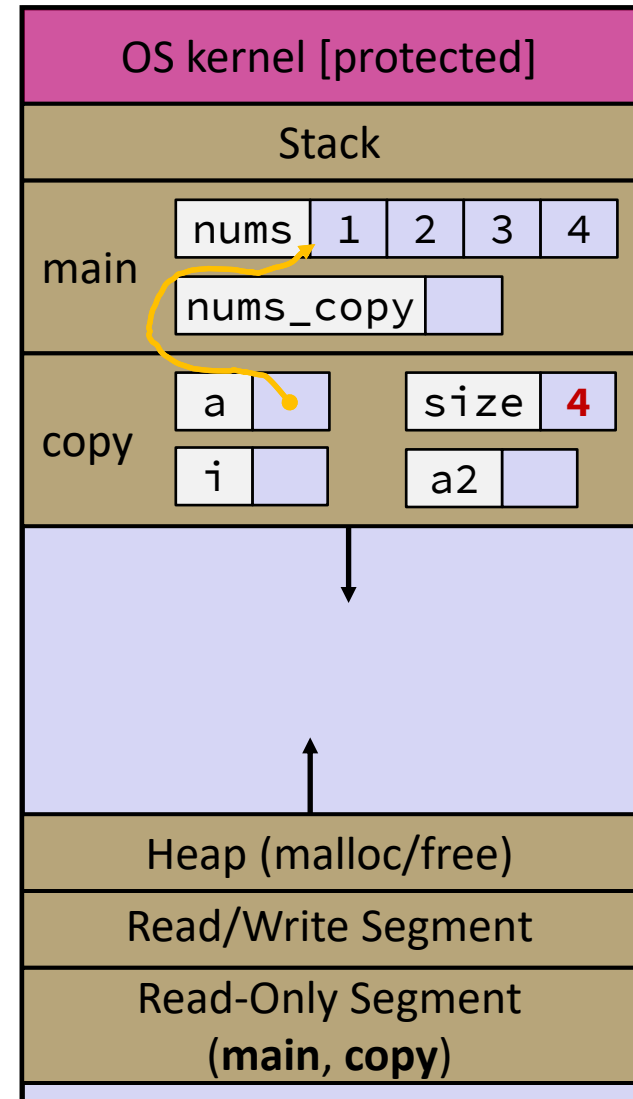 OS kernel [protected]
Stack
main
nums 1 2 3 4
nums_copy
copy
a size 4
i a2
Heap (malloc/free)
Read/Write Segment
Read-Only Segment
(main, copy)